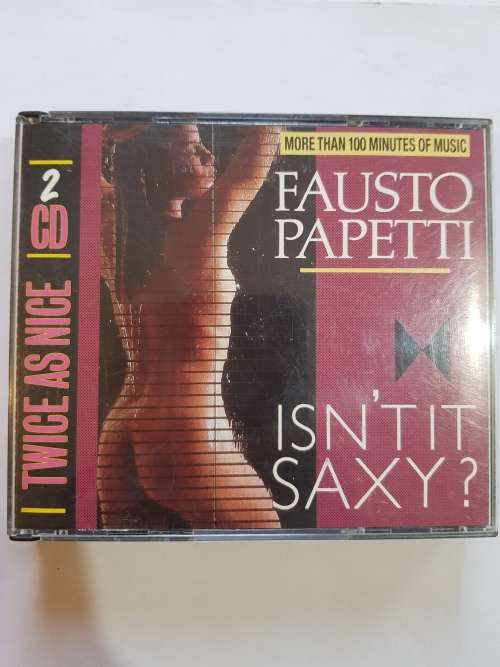 2
CD
TWICE AS NICE
MORE THAN 100 MINUTES OF MUSIC
FAUSTO
PAPETTI
ISN'T IT
SAXY?